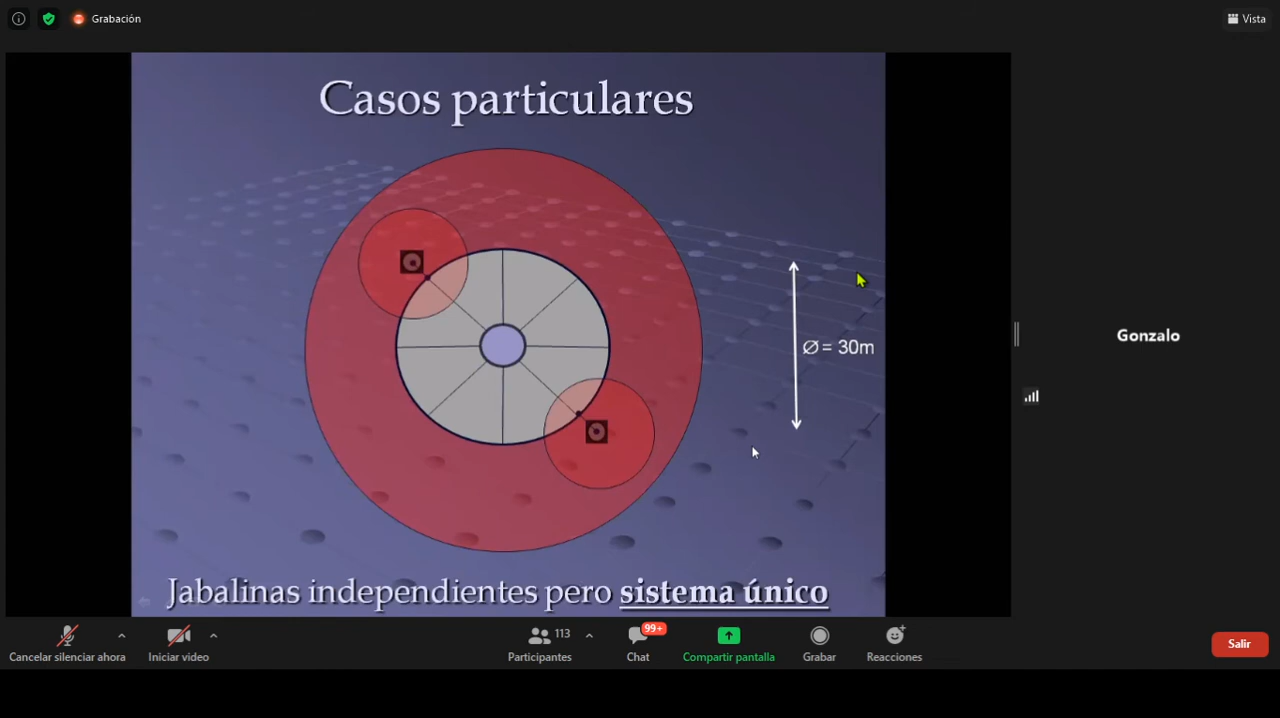 Grabación
Vista
Casos particulares
Ø = 30m
Gonzalo
Jabalinas independientes pero sistema único
Cancelar silenciar ahora
Iniciar video
113
Participantes
99+
Chat
Compartir pantalla
Grabar
Reacciones
Salir